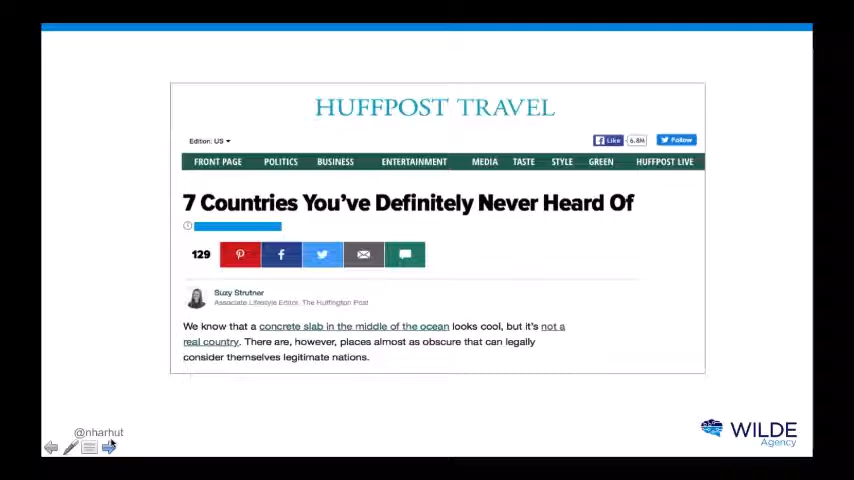 HUFFPOST TRAVEL
Edition: US
Like 6.8M Follow
FRONT PAGE POLITICS BUSINESS ENTERTAINMENT MEDIA TASTE STYLE GREEN HUFFPOST LIVE
7 Countries You've Definitely Never Heard Of
129
Suzy Strutner
Associate Lifestyle Editor, The Huffington Post
We know that a concrete slab in the middle of the ocean looks cool, but it's not a
real country. There are, however, places almost as obscure that can legally
consider themselves legitimate nations.
@nharhut
WILDE
Agency